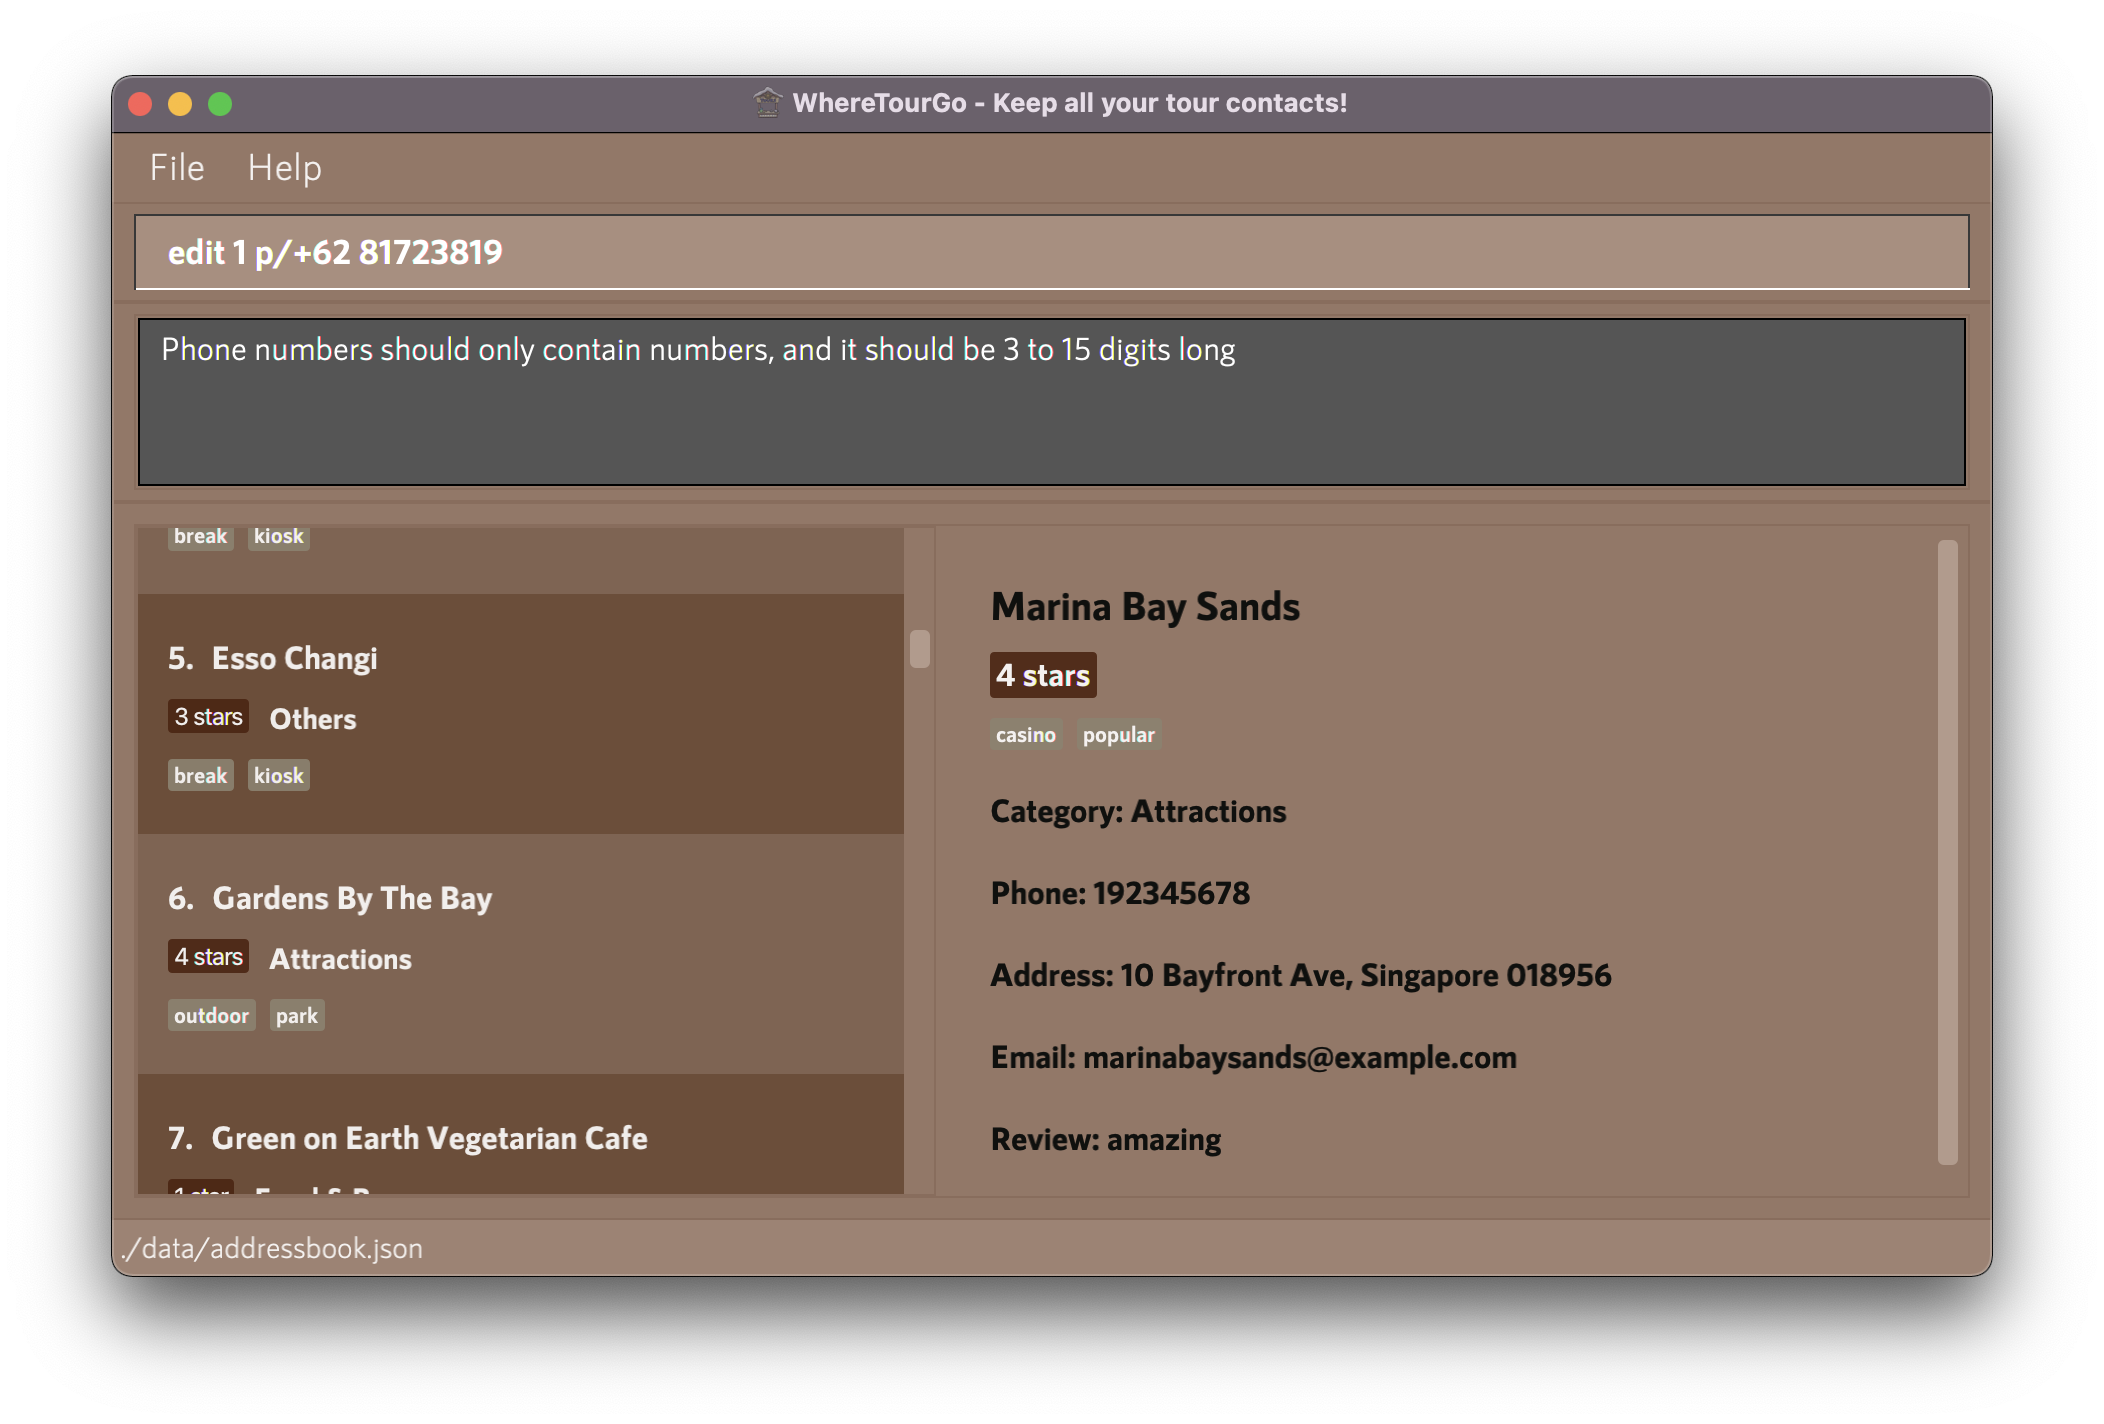 WhereTourGo - Keep all your tour contacts!
File Help
edit 1 p/+62 81723819
Phone numbers should only contain numbers, and it should be 3 to 15 digits long
break kiosk
5. Esso Changi
3 stars Others
break kiosk
6. Gardens By The Bay
4 stars Attractions
outdoor park
7. Green on Earth Vegetarian Cafe
1 star
Marina Bay Sands
4 stars
casino popular
Category: Attractions
Phone: 192345678
Address: 10 Bayfront Ave, Singapore 018956
Email: marinabaysands@example.com
Review: amazing
./data/addressbook.json